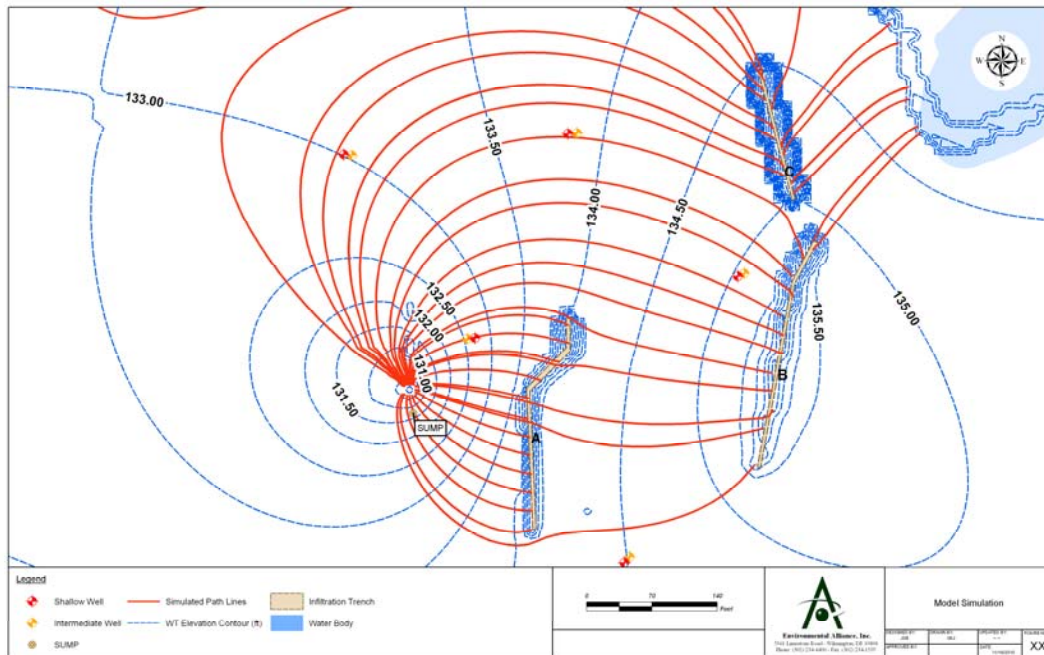 N
W E
S
133.00
133.50
134.00
134.50
C
132.50
132.00
131.00
131.50
135.50
135.00
B
A
SUMP
Legend
Shallow Well
Simulated Path Lines
Infiltration Trench
Intermediate Well
WT Elevation Contour (ft)
Water Body
SUMP
0 70 140
Feet
Environmental Alliance, Inc.
Model Simulation
DATE
XX